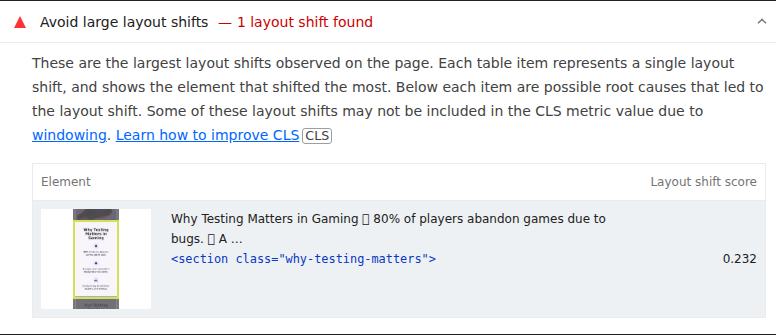 Avoid large layout shifts — 1 layout shift found
These are the largest layout shifts observed on the page. Each table item represents a single layout
shift, and shows the element that shifted the most. Below each item are possible root causes that led to
the layout shift. Some of these layout shifts may not be included in the CLS metric value due to
windowing. Learn how to improve CLS CLS
Element Layout shift score
Why Testing
Matters in
Gaming
Why Testing Matters in Gaming 🎮 80% of players abandon games due to
bugs. 🎮 A ...
<section class="why-testing-matters"> 0.232